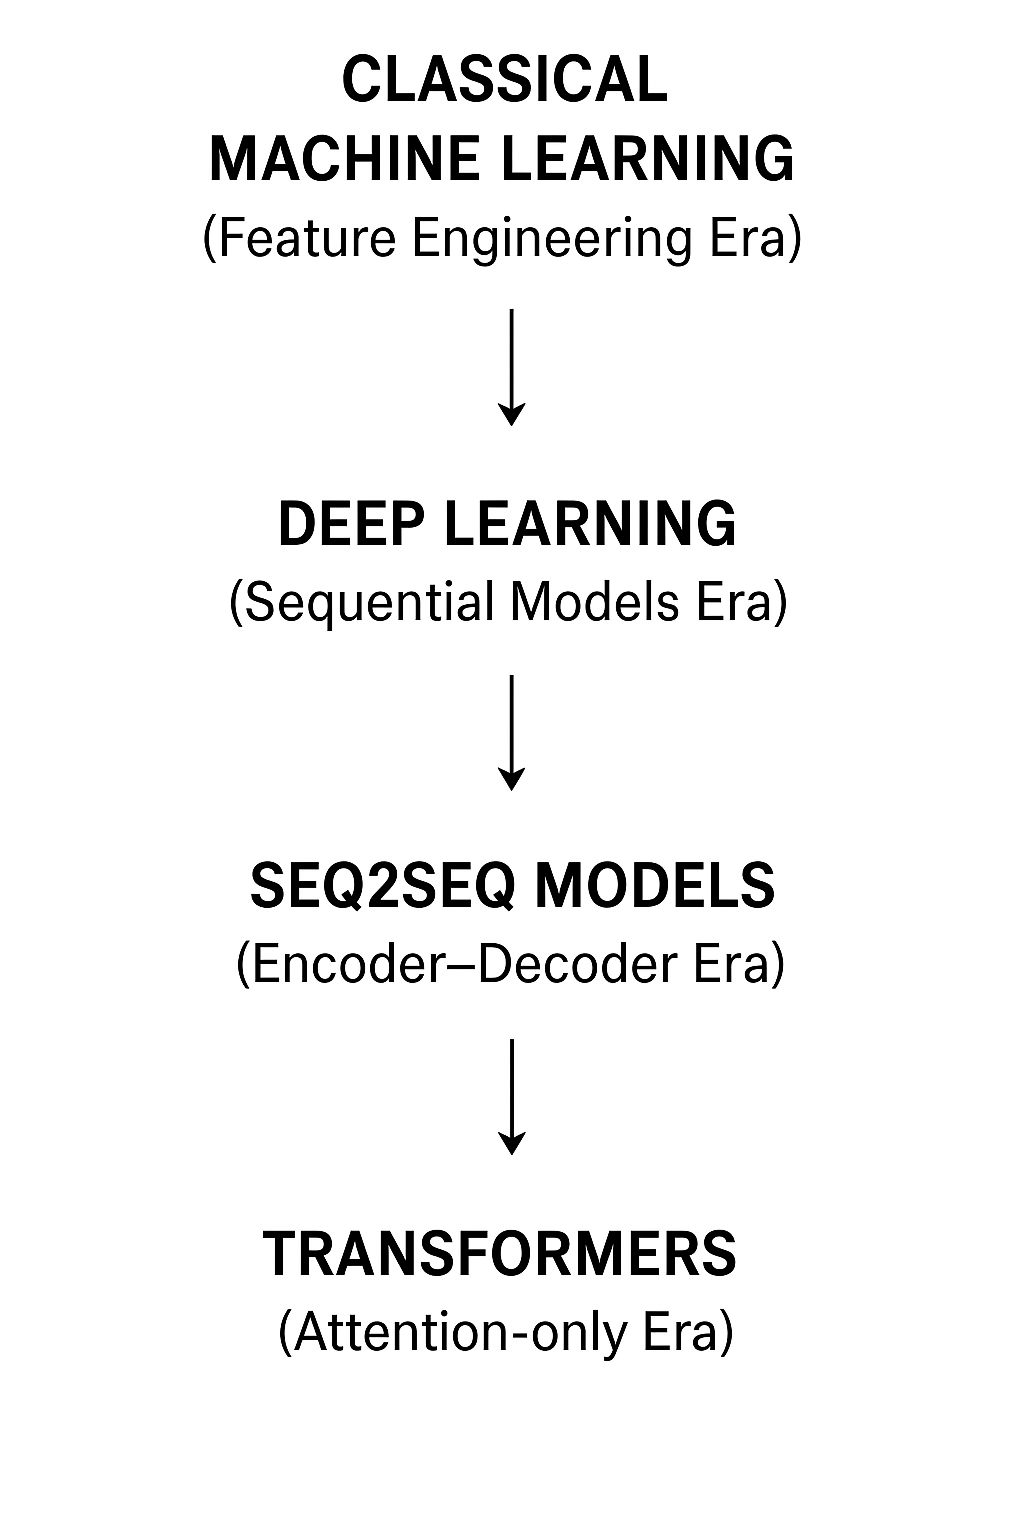 CLASSICAL
MACHINE LEARNING
(Feature Engineering Era)
DEEP LEARNING
(Sequential Models Era)
SEQ2SEQ MODELS
(Encoder–Decoder Era)
TRANSFORMERS
(Attention-only Era)